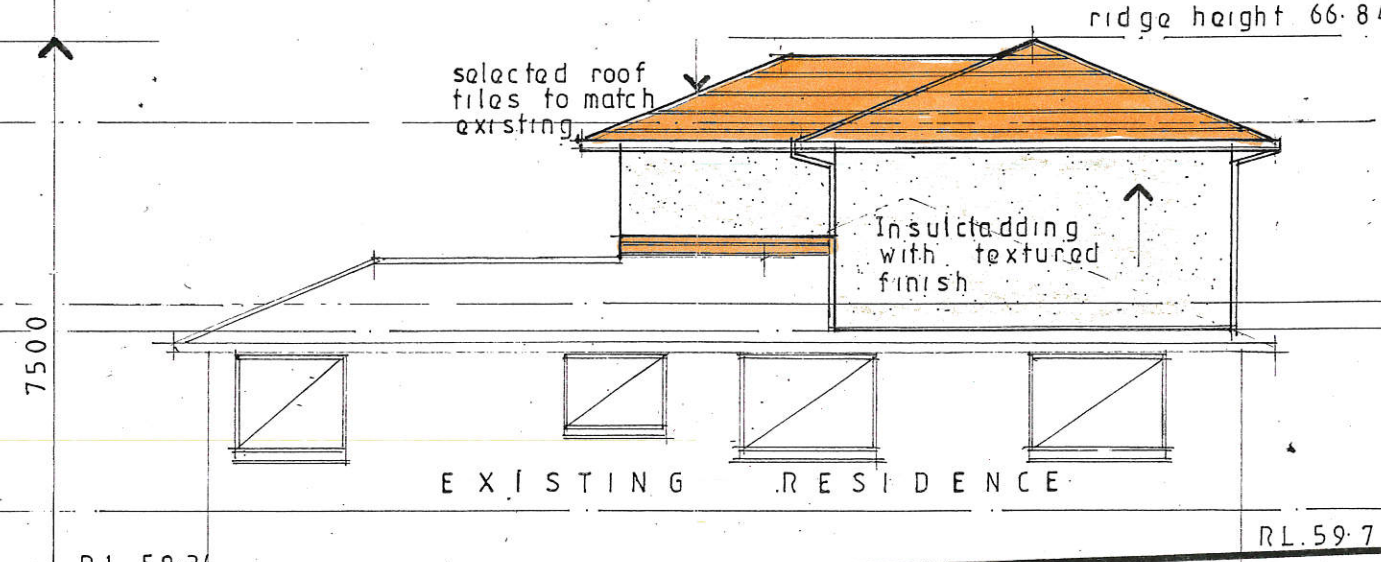 ridge height 66.84
selected roof
tiles to match
existing
Insulcladding
with textured
finish
7500
EXISTING RESIDENCE
RL.59.7